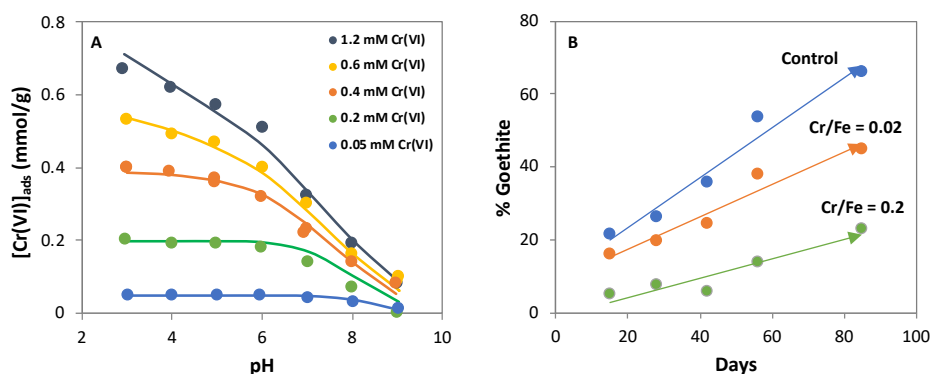 A
1.2 mM Cr(VI)
0.6 mM Cr(VI)
0.4 mM Cr(VI)
0.2 mM Cr(VI)
0.05 mM Cr(VI)
[Cr(VI)]ads (mmol/g)
0.8
0.6
0.4
0.2
0
2 4 6 8 10
pH
B
Control
Cr/Fe = 0.02
Cr/Fe = 0.2
% Goethite
80
60
40
20
0
0 20 40 60 80 100
Days